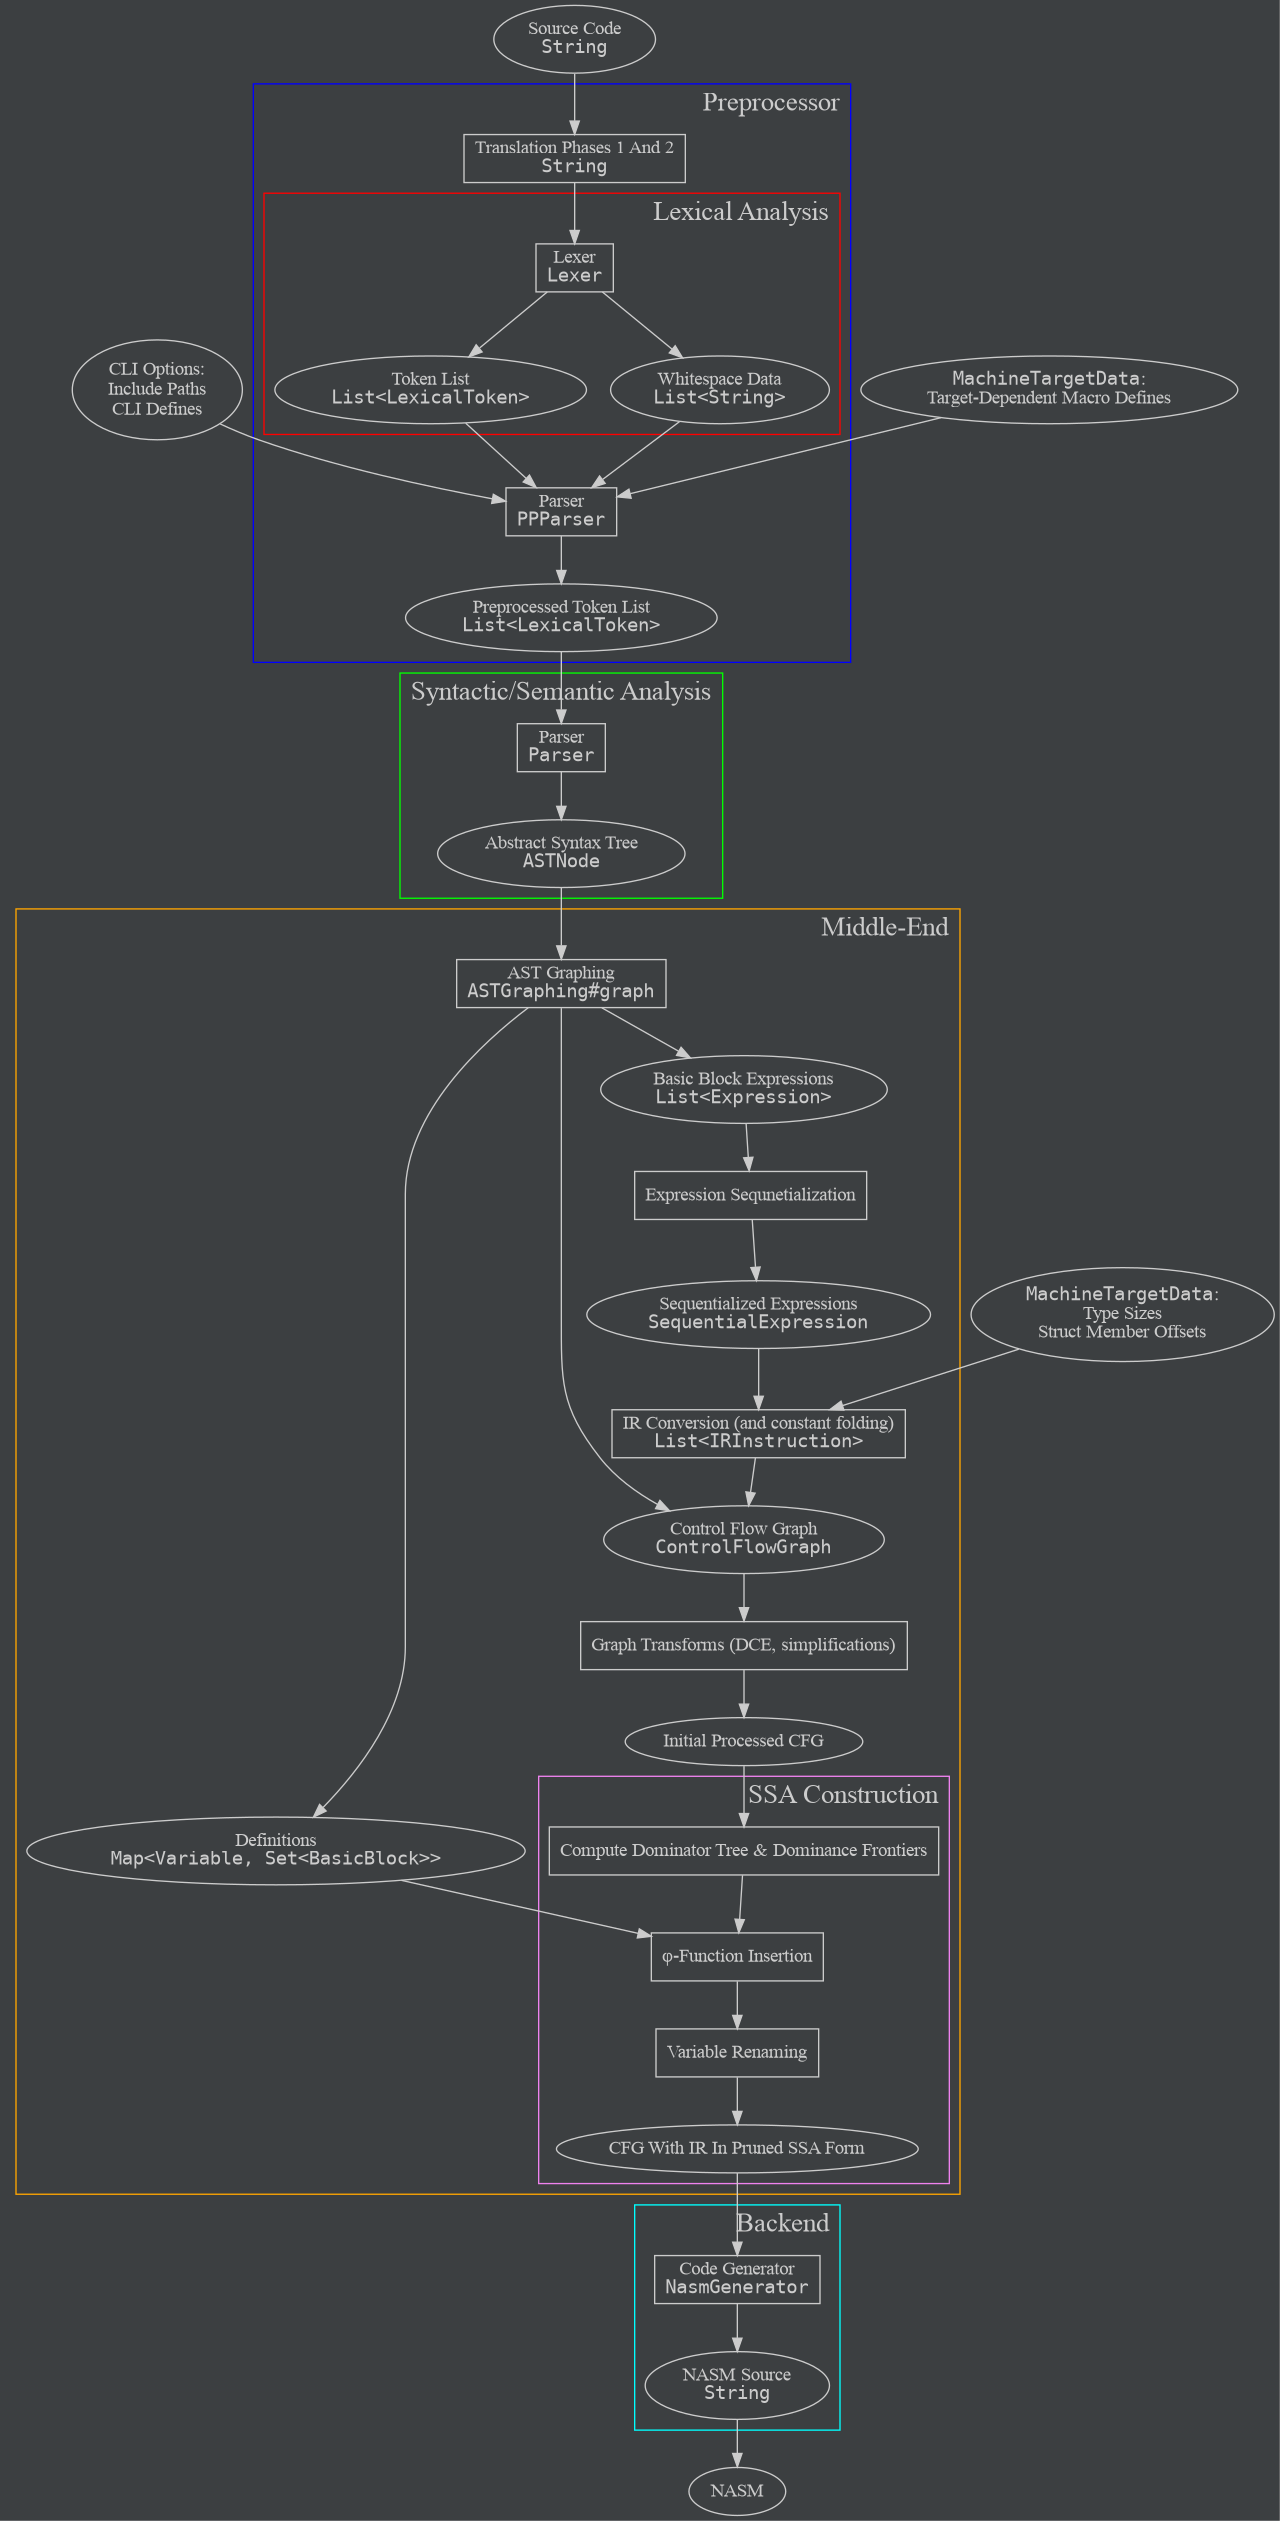 Source Code
String
Preprocessor
Translation Phases 1 And 2
String
Lexical Analysis
Lexer
Lexer
CLI Options:
Include Paths
CLI Defines
Token List
List<LexicalToken>
Whitespace Data
List<String>
MachineTargetData:
Target-Dependent Macro Defines
Parser
PPParser
Preprocessed Token List
List<LexicalToken>
Syntactic/Semantic Analysis
Parser
Parser
Abstract Syntax Tree
ASTNode
Middle-End
AST Graphing
ASTGraphing#graph
Basic Block Expressions
List<Expression>
Expression Sequnetialization
Sequentialized Expressions
SequentialExpression
MachineTargetData:
Type Sizes
Struct Member Offsets
IR Conversion (and constant folding)
List<IRInstruction>
Control Flow Graph
ControlFlowGraph
Graph Transforms (DCE, simplifications)
Initial Processed CFG
SSA Construction
Definitions
Map<Variable, Set<BasicBlock>>
Compute Dominator Tree & Dominance Frontiers
φ-Function Insertion
Variable Renaming
CFG With IR In Pruned SSA Form
Backend
Code Generator
NasmGenerator
NASM Source
String
NASM